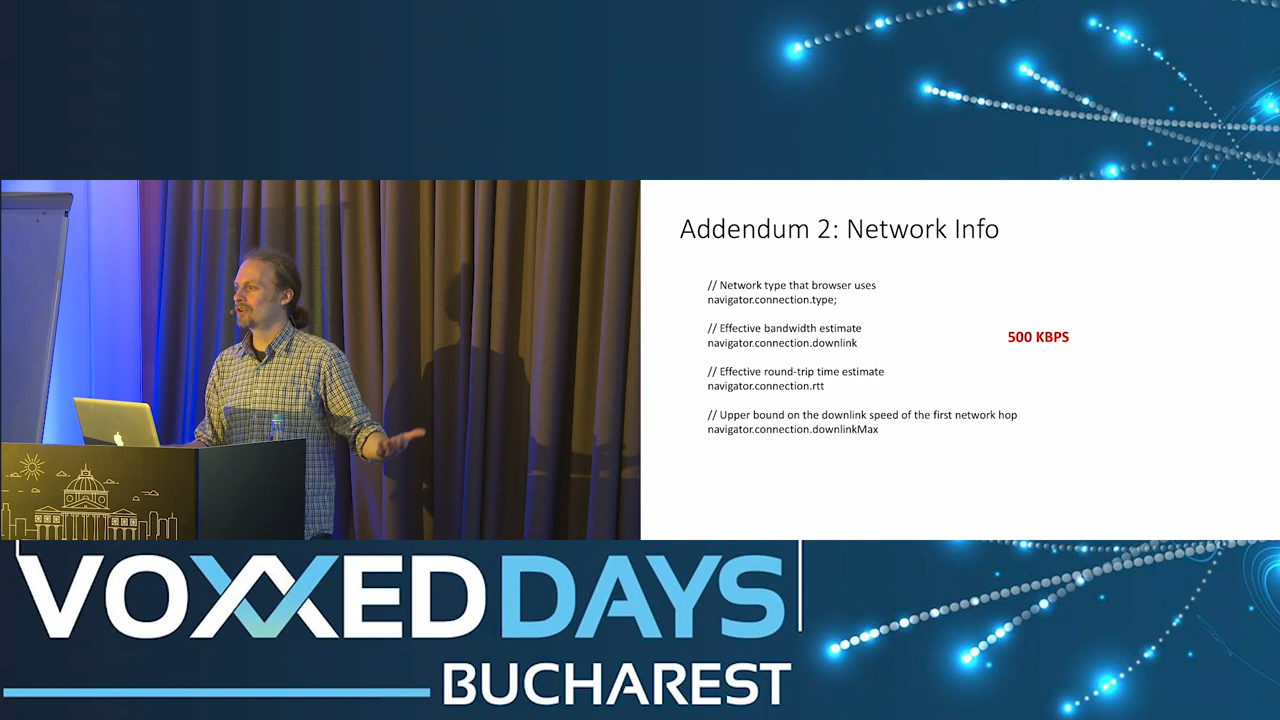 Addendum 2: Network Info
// Network type that browser uses
navigator.connection.type;
// Effective bandwidth estimate
navigator.connection.downlink
500 KBPS
// Effective round-trip time estimate
navigator.connection.rtt
// Upper bound on the downlink speed of the first network hop
navigator.connection.downlinkMax
VOXXED DAYS
BUCHAREST